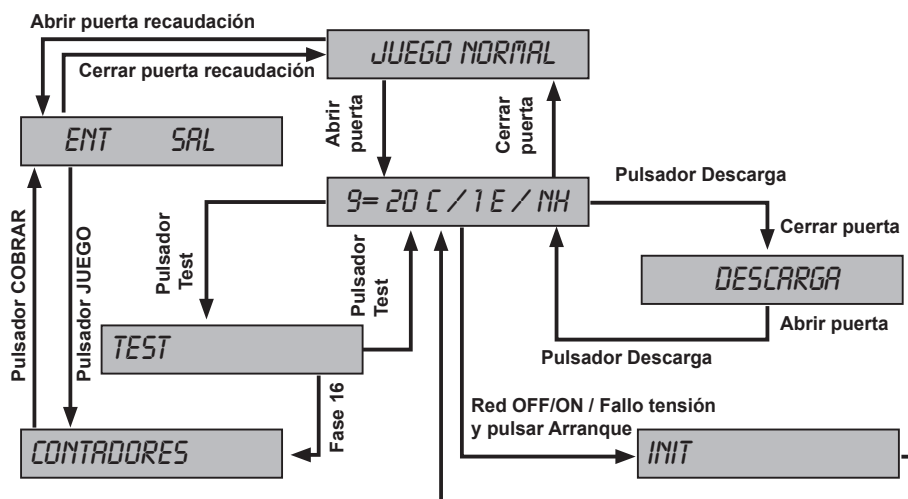 Abrir puerta recaudación
JUEGO NORMAL
Cerrar puerta recaudación
Abrir
puerta
Cerrar
puerta
ENT SAL
Pulsador Descarga
9= 20 C / 1 E / NH
Cerrar puerta
Pulsador COBRAR
Pulsador JUEGO
Pulsador
Test
Pulsador
Test
DESCARGA
Abrir puerta
TEST
Pulsador Descarga
Fase 16
Red OFF/ON / Fallo tensión
y pulsar Arranque
CONTADORES
INIT